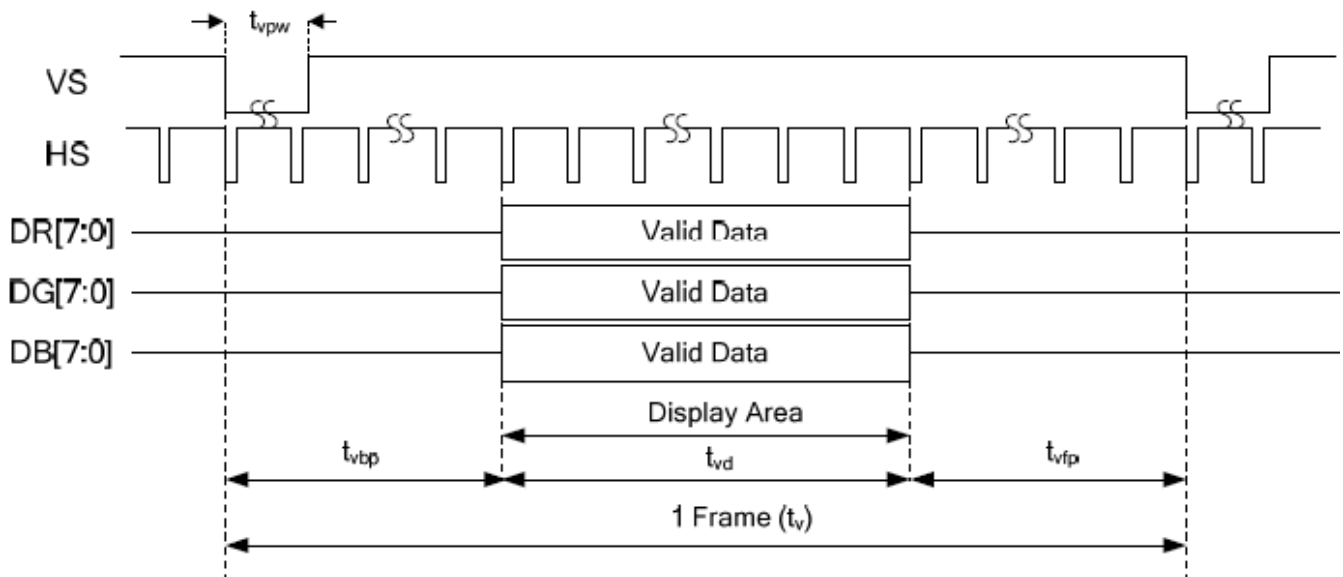 tvpw
VS
HS
DR[7:0]
Valid Data
DG[7:0]
Valid Data
DB[7:0]
Valid Data
Display Area
tvbp
tvd
tvfp
1 Frame (tv)